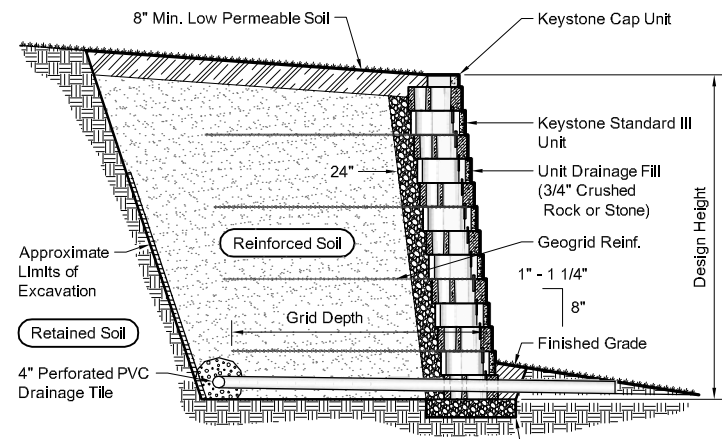 8" Min. Low Permeable Soil
Keystone Cap Unit
Keystone Standard III
Unit
24"
Unit Drainage Fill
(3/4" Crushed
Rock or Stone)
Design Height
Reinforced Soil
Geogrid Reinf.
Approximate
LImIts of
Excavation
1" - 1 1/4"
8"
Grid Depth
Retained Soil
Finished Grade
4" Perforated PVC
Drainage Tile